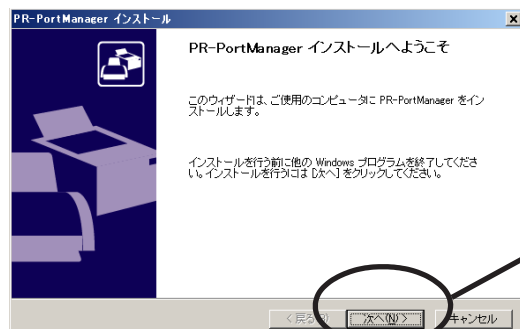 PR-PortManager インストール
PR-PortManager インストールへようこそ
このウィザードは、ご使用のコンピュータに PR-PortManager をイン
ストールします。
インストールを行う前に他の Windows プログラムを終了してくださ
い。インストールを行うには [次へ] をクリックしてください。
< 戻る(B)
次へ(N) >
キャンセル